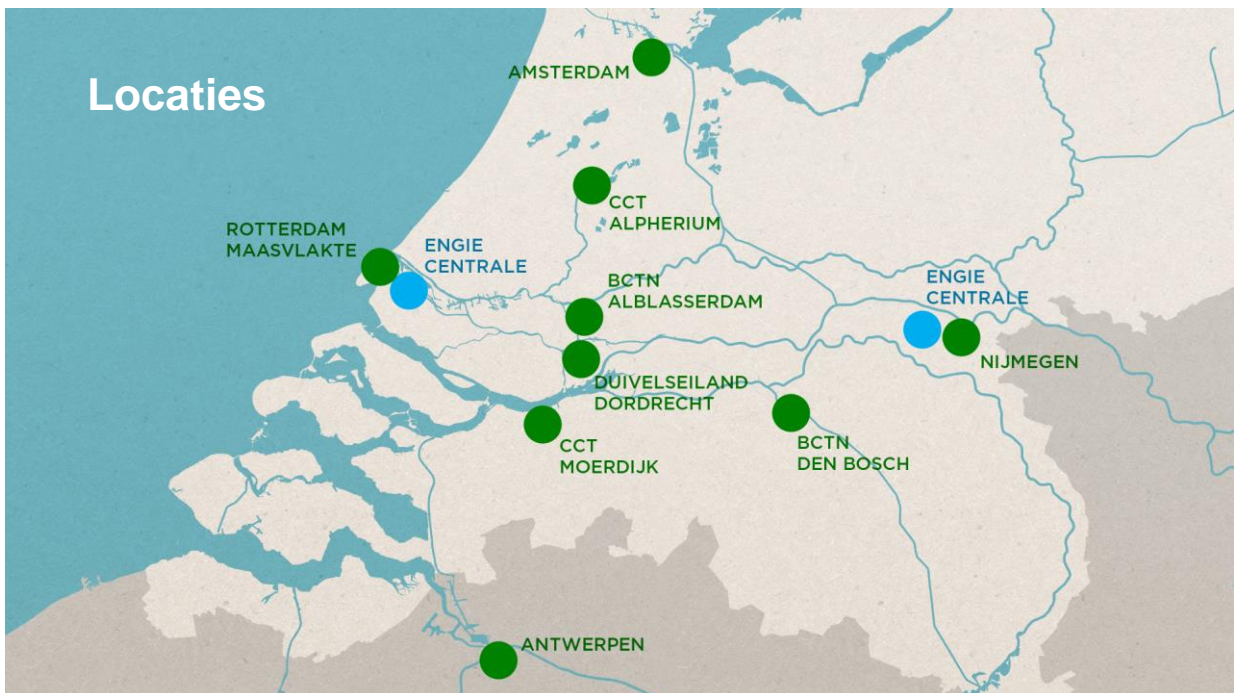 Locaties
AMSTERDAM
CCT
ALPHERIUM
ROTTERDAM
MAASVLAKTE
ENGIE
CENTRALE
BCTN
ALBLASSERDAM
ENGIE
CENTRALE
NIJMEGEN
DUIVELSEILAND
DORDRECHT
CCT
MOERDIJK
BCTN
DEN BOSCH
ANTWERPEN